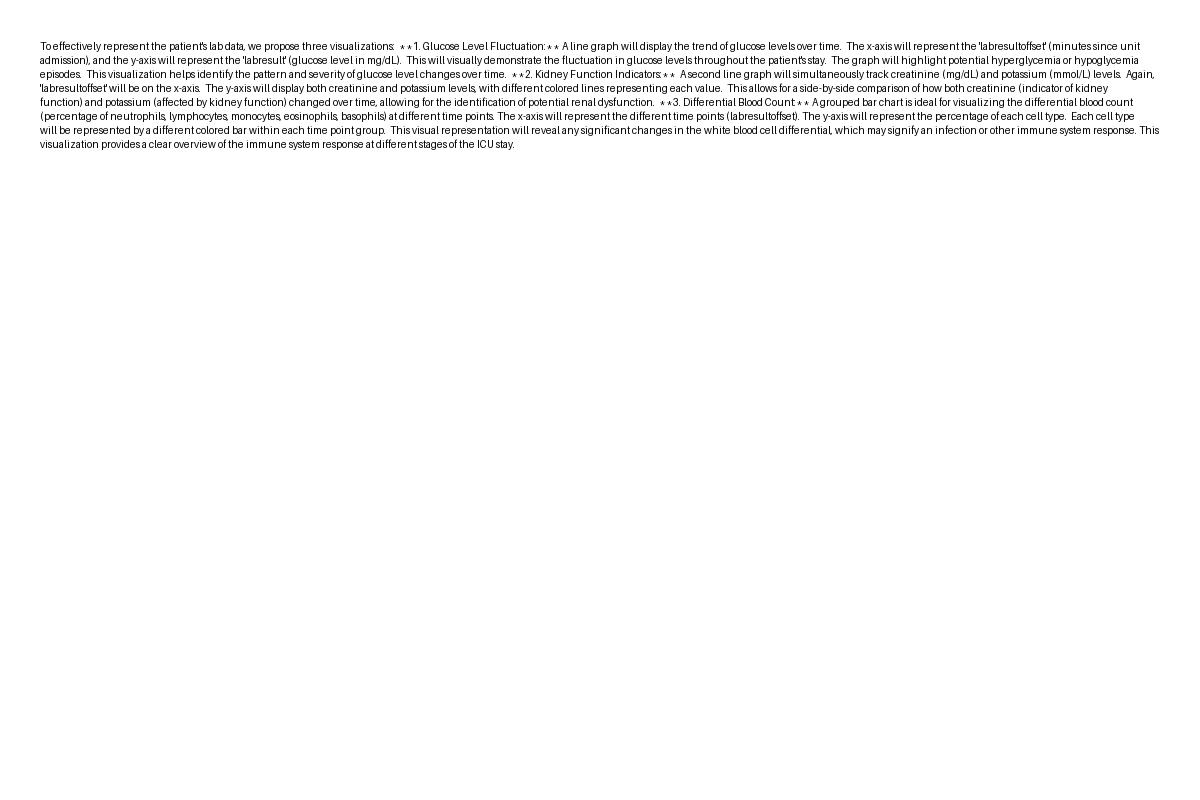 To effectively represent the patient's lab data, we propose three visualizations:  **1. Glucose Level Fluctuation:** A line graph will display the trend of glucose levels over time.  The x-axis will represent the 'labresultoffset' (minutes since unit
admission), and the y-axis will represent the 'labresult' (glucose level in mg/dL).  This will visually demonstrate the fluctuation in glucose levels throughout the patient's stay.  The graph will highlight potential hyperglycemia or hypoglycemia
episodes.  This visualization helps identify the pattern and severity of glucose level changes over time.  **2. Kidney Function Indicators:**  A second line graph will simultaneously track creatinine (mg/dL) and potassium (mmol/L) levels.  Again,
'labresultoffset' will be on the x-axis.  The y-axis will display both creatinine and potassium levels, with different colored lines representing each value.  This allows for a side-by-side comparison of how both creatinine (indicator of kidney
function) and potassium (affected by kidney function) changed over time, allowing for the identification of potential renal dysfunction.  **3. Differential Blood Count:** A grouped bar chart is ideal for visualizing the differential blood count
(percentage of neutrophils, lymphocytes, monocytes, eosinophils, basophils) at different time points. The x-axis will represent the different time points (labresultoffset). The y-axis will represent the percentage of each cell type.  Each cell type
will be represented by a different colored bar within each time point group.  This visual representation will reveal any significant changes in the white blood cell differential, which may signify an infection or other immune system response. This
visualization provides a clear overview of the immune system response at different stages of the ICU stay.